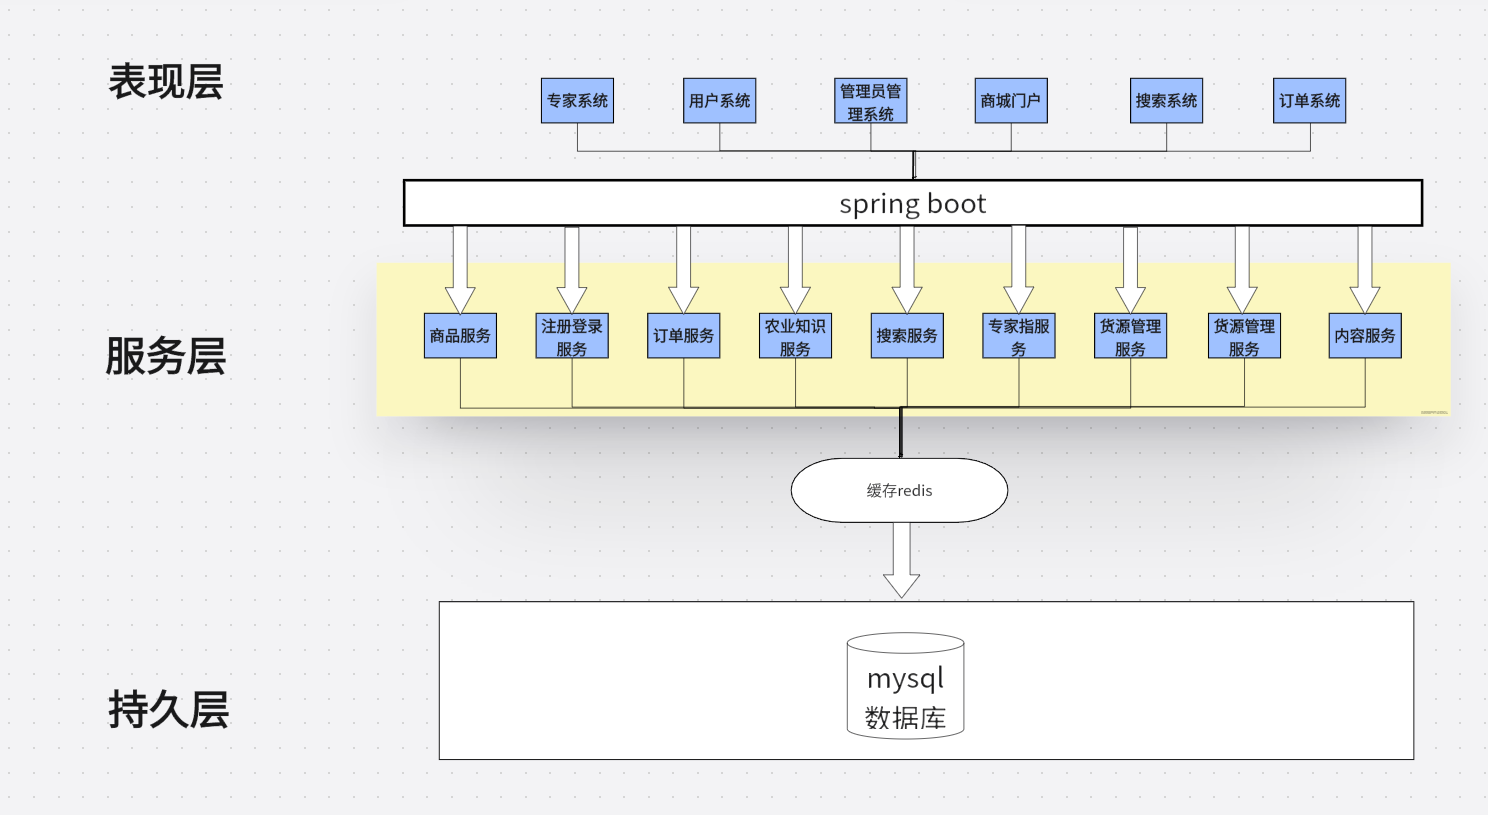 表现层
专家系统
用户系统
管理员管
理系统
商城门户
搜索系统
订单系统
spring boot
服务层
商品服务
注册登录
服务
订单服务
农业知识
服务
搜索服务
专家指服
务
货源管理
服务
货源管理
服务
内容服务
缓存redis
持久层
mysql
数据库